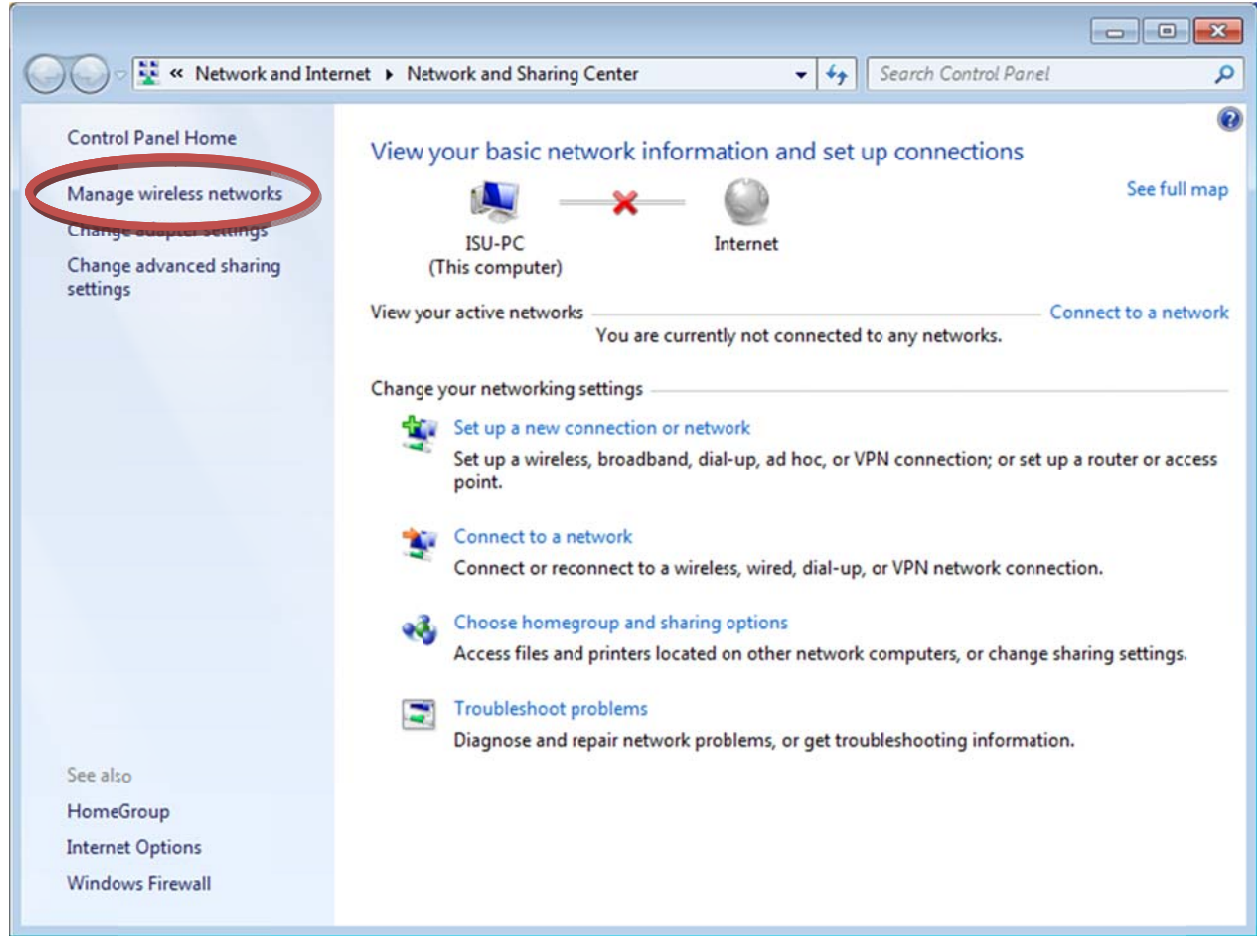 « Network and Internet ▸ Network and Sharing Center
Search Control Panel
Control Panel Home
Manage wireless networks
Change adapter settings
Change advanced sharing
settings
See also
HomeGroup
Internet Options
Windows Firewall
View your basic network information and set up connections
See full map
ISU-PC
(This computer)
Internet
View your active networks
Connect to a network
You are currently not connected to any networks.
Change your networking settings
Set up a new connection or network
Set up a wireless, broadband, dial-up, ad hoc, or VPN connection; or set up a router or access
point.
Connect to a network
Connect or reconnect to a wireless, wired, dial-up, or VPN network connection.
Choose homegroup and sharing options
Access files and printers located on other network computers, or change sharing settings.
Troubleshoot problems
Diagnose and repair network problems, or get troubleshooting information.